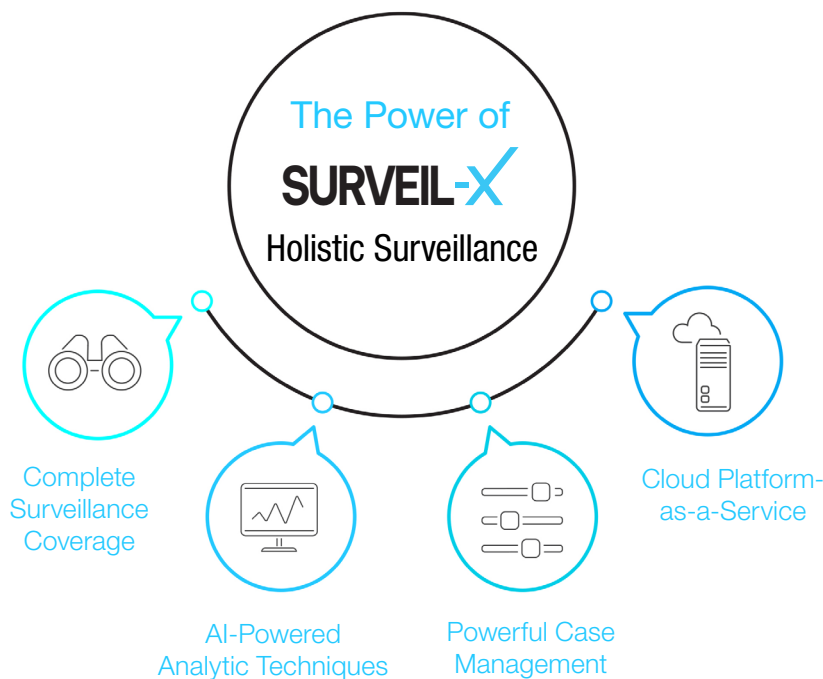 The Power of
SURVEIL-X
Holistic Surveillance
Complete
Surveillance
Coverage
AI-Powered
Analytic Techniques
Powerful Case
Management
Cloud Platform-
as-a-Service